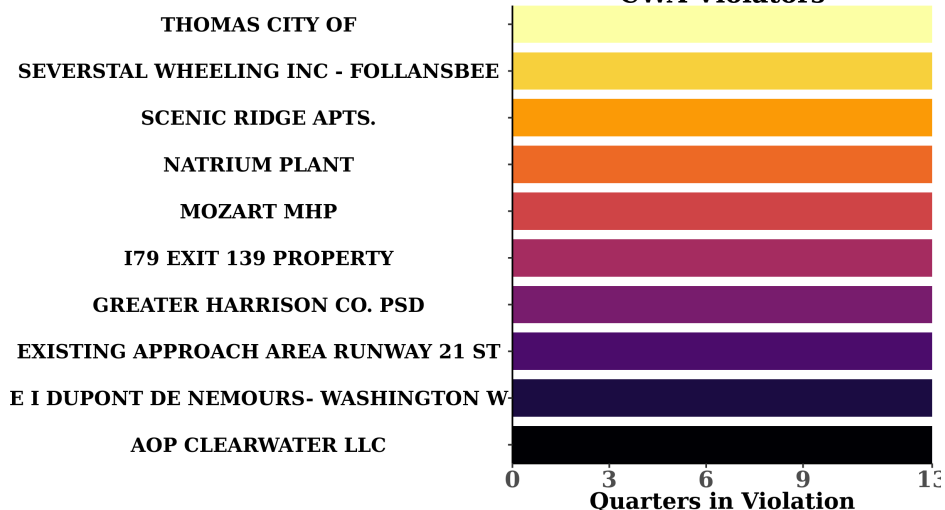 CWA Violators
THOMAS CITY OF
SEVERSTAL WHEELING INC - FOLLANSBEE
SCENIC RIDGE APTS.
NATRIUM PLANT
MOZART MHP
I79 EXIT 139 PROPERTY
GREATER HARRISON CO. PSD
EXISTING APPROACH AREA RUNWAY 21 ST
E I DUPONT DE NEMOURS- WASHINGTON W
AOP CLEARWATER LLC
0 3 6 9 13
Quarters in Violation